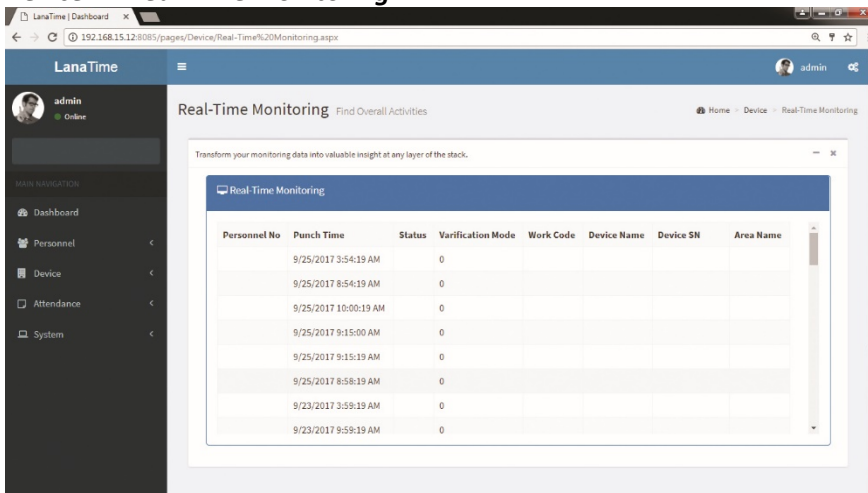 LanaTime | Dashboard
192.168.15.12:8085/pages/Device/Real-Time%20Monitoring.aspx
LanaTime
admin
admin
Online
Real-Time Monitoring Find Overall Activities
Home > Device > Real-Time Monitoring
Transform your monitoring data into valuable insight at any layer of the stack.
MAIN NAVIGATION
Dashboard
Personnel
Device
Attendance
System
Real-Time Monitoring
Personnel No Punch Time Status Varification Mode Work Code Device Name Device SN Area Name
9/25/2017 3:54:19 AM 0
9/25/2017 8:54:19 AM 0
9/25/2017 10:00:19 AM 0
9/25/2017 9:15:00 AM 0
9/25/2017 9:15:19 AM 0
9/25/2017 8:58:19 AM 0
9/23/2017 3:59:19 AM 0
9/23/2017 9:59:19 AM 0